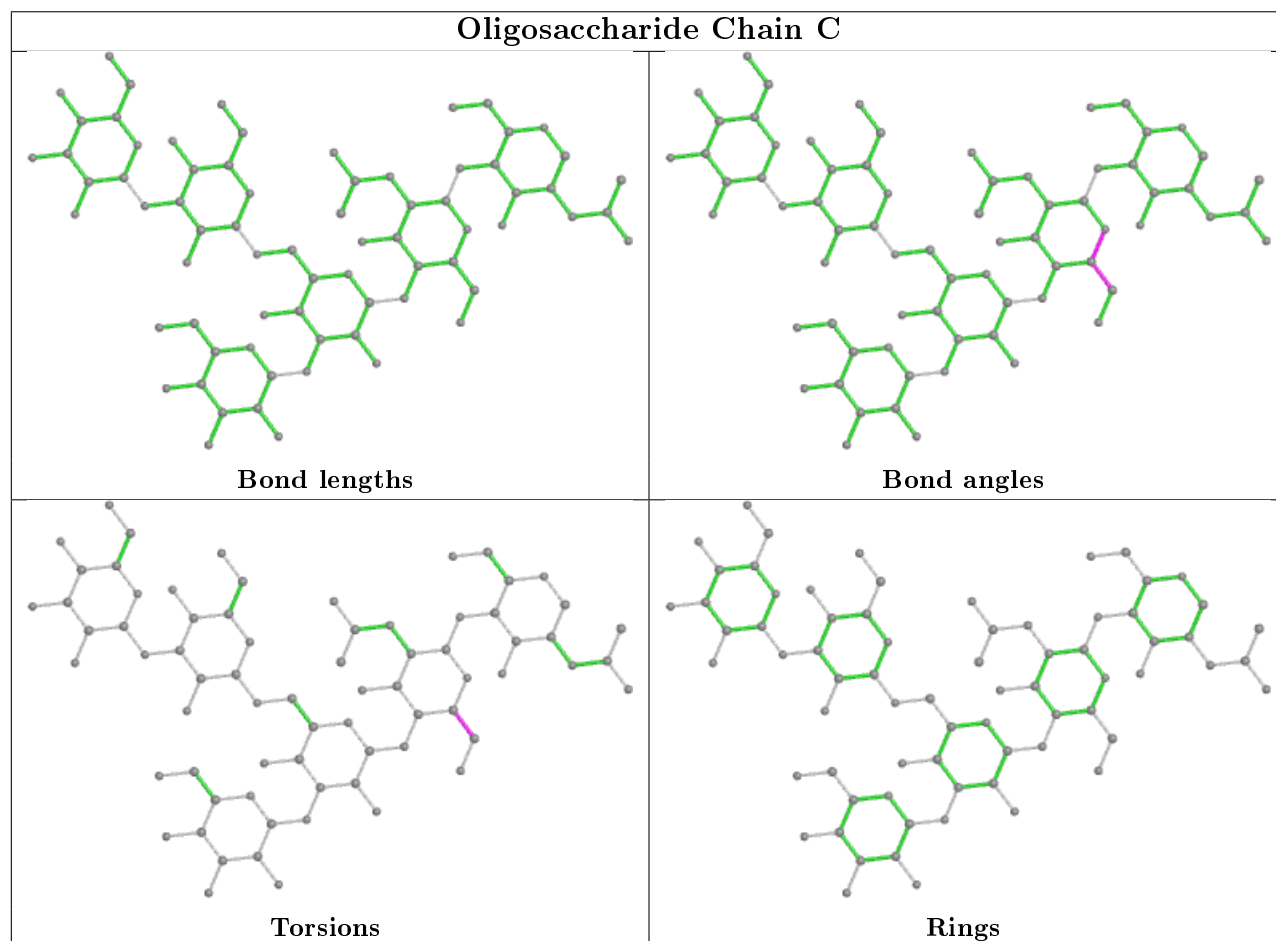 Oligosaccharide Chain C
Bond lengths
Bond angles
Torsions
Rings